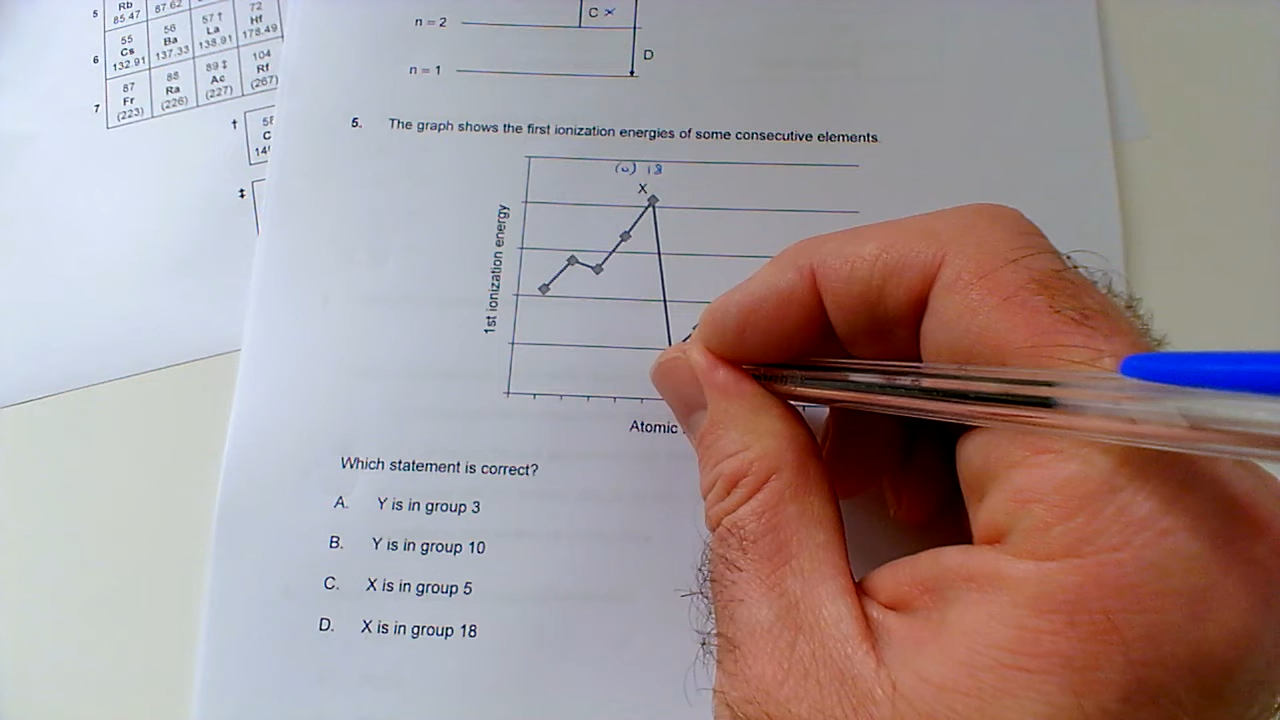 5 Rb 87.62 72
85.47 56 57 † Hf
55 Ba La 178.49
6 Cs 137.33 138.91
132.91 104
88 89 ‡ Rf
87 Ra Ac (267)
7 Fr (226) (227)
(223)
†
‡
n = 2
C ×
D
n = 1
5. The graph shows the first ionization energies of some consecutive elements.
(0) 18
X
1st ionization energy
Atomic
Which statement is correct?
A. Y is in group 3
B. Y is in group 10
C. X is in group 5
D. X is in group 18